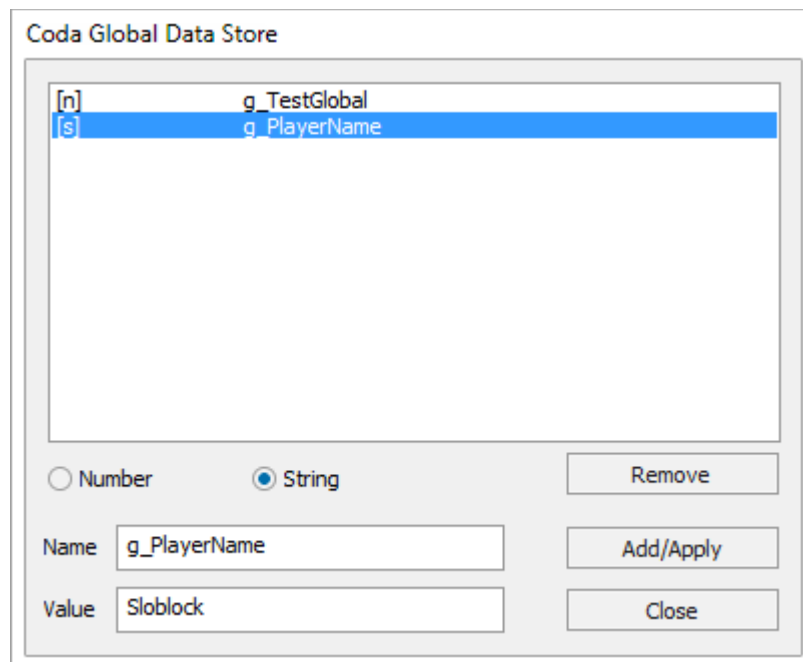 Coda Global Data Store
[n] g_TestGlobal
[s] g_PlayerName
Number String Remove
Name g_PlayerName Add/Apply
Value Sloblock Close